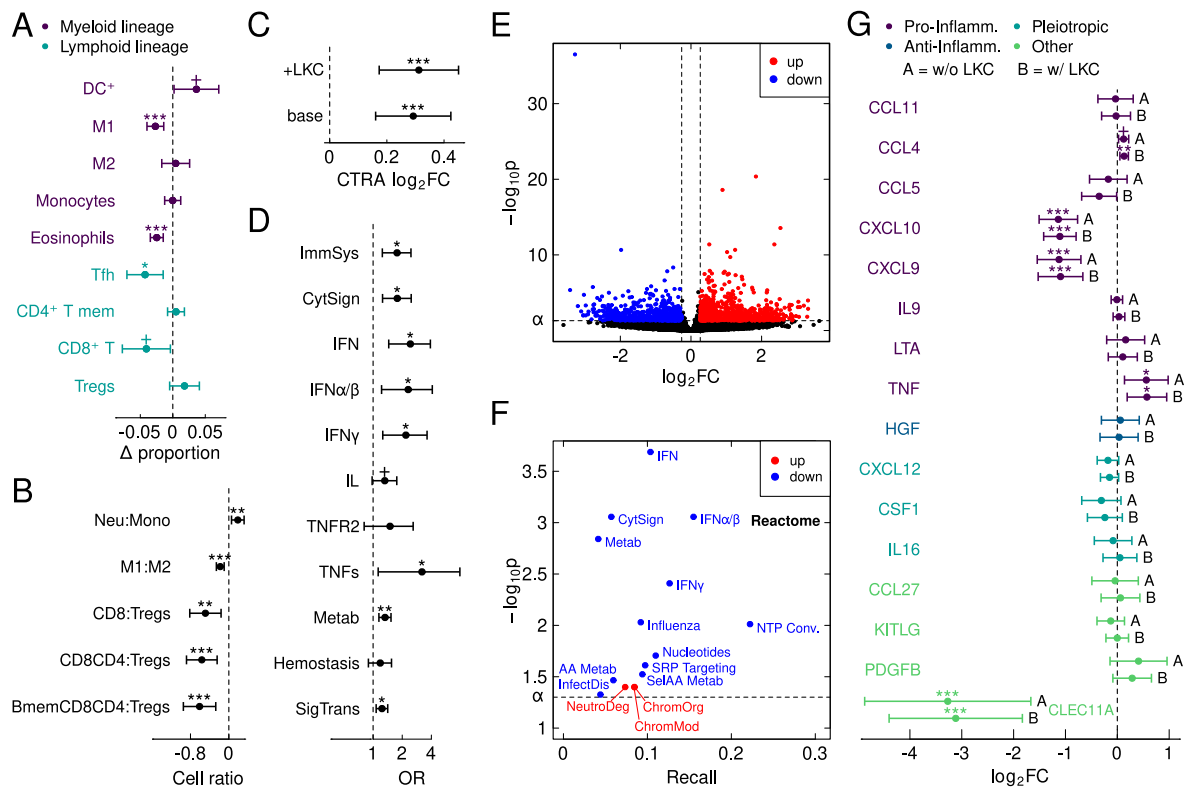 A
Myeloid lineage
Lymphoid lineage
DC⁺
+
M1
***
M2
Monocytes
Eosinophils
***
Tfh
*
CD4⁺ T mem
CD8⁺ T
+
Tregs
-0.05 0 0.05
Δ proportion
B
Neu:Mono
**
M1:M2
***
CD8:Tregs
**
CD8CD4:Tregs
***
BmemCD8CD4:Tregs
***
-0.8 0
Cell ratio
C
+LKC
***
base
***
0 0.2 0.4
CTRA log₂FC
D
ImmSys
*
CytSign
*
IFN
*
IFNα/β
*
IFNγ
*
IL
+
TNFR2
TNFs
*
Metab
**
Hemostasis
SigTrans
*
1 2 4
OR
E
up
down
30
20
10
α
-2 0 2
−log₁₀p
log₂FC
F
up
down
Reactome
IFN
CytSign
IFNα/β
Metab
IFNγ
Influenza
NTP Conv.
Nucleotides
SRP Targeting
AA Metab
SelAA Metab
InfectDis
NeutroDeg
ChromOrg
ChromMod
3.5
3
2.5
2
1.5
α
1
0 0.1 0.2 0.3
−log₁₀p
Recall
G
Pro-Inflamm.
Pleiotropic
Anti-Inflamm.
Other
A = w/o LKC
B = w/ LKC
CCL11
A
B
CCL4
+
A
**
B
CCL5
A
B
CXCL10
***
A
***
B
CXCL9
***
A
***
B
IL9
A
B
LTA
A
B
TNF
*
A
*
B
HGF
A
B
CXCL12
A
B
CSF1
A
B
IL16
A
B
CCL27
A
B
KITLG
A
B
PDGFB
A
B
***
A
CLEC11A
***
B
-4 -3 -2 -1 0 1
log₂FC